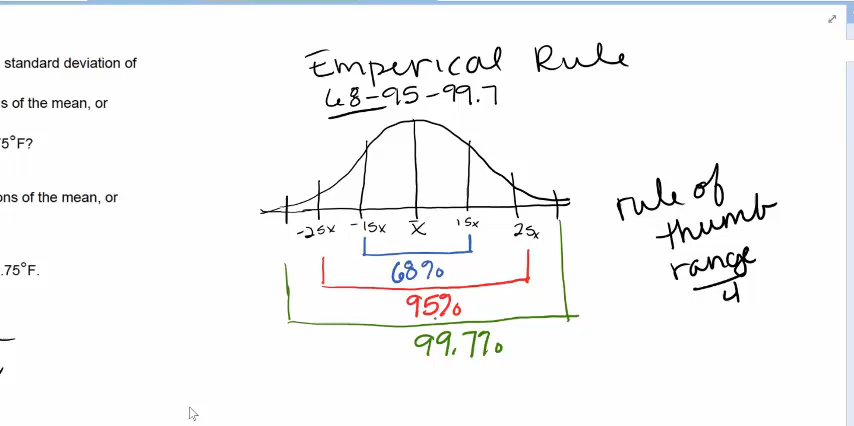 standard deviation of
s of the mean, or
75°F?
ons of the mean, or
.75°F.
Emperical Rule
68-95-99.7
-2sx -1sx x̅ 1sx 2sx
68%
95%
99.7%
rule of
thumb
range
4